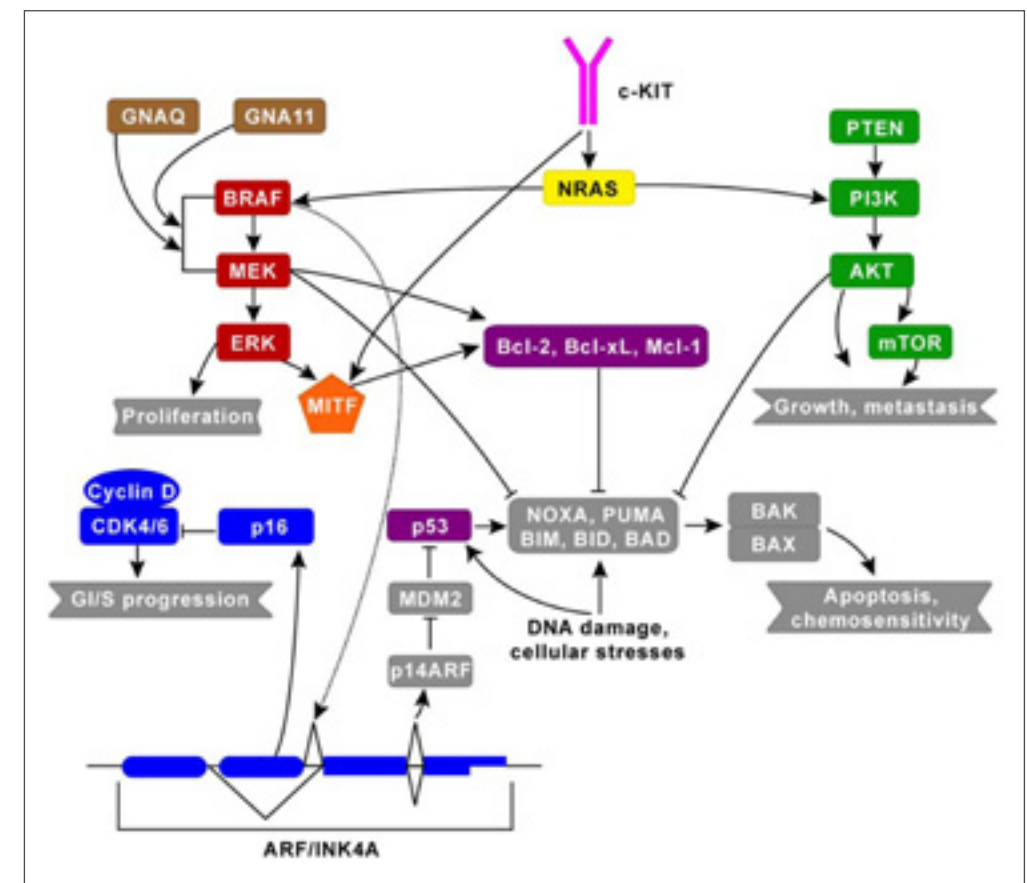 c-KIT
GNAQ
GNA11
PTEN
BRAF
NRAS
PI3K
MEK
AKT
ERK
Bcl-2, Bcl-xL, Mcl-1
mTOR
Proliferation
MITF
Growth, metastasis
Cyclin D
CDK4/6
p16
p53
NOXA, PUMA
BIM, BID, BAD
BAK
BAX
GI/S progression
MDM2
Apoptosis,
chemosensitivity
DNA damage,
cellular stresses
p14ARF
ARF/INK4A